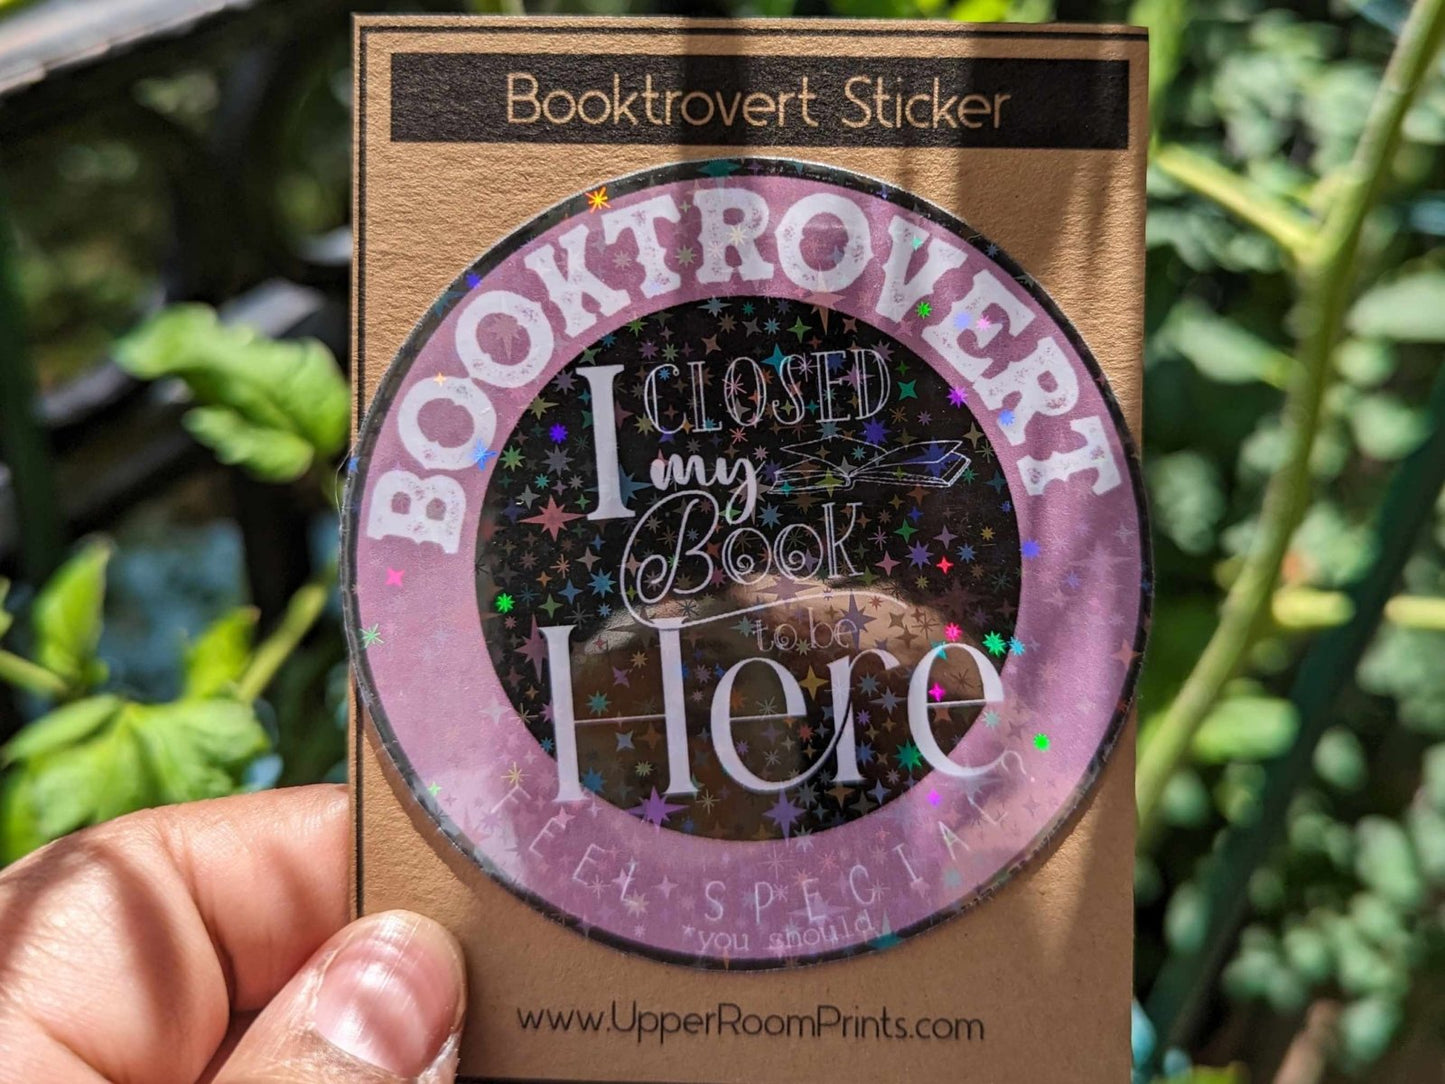 Booktrovert Sticker
BOOKTROVERT
I CLOSED
my
BOOK
to be
Here
FEEL SPECIAL?
*you should
www.UpperRoomPrints.com